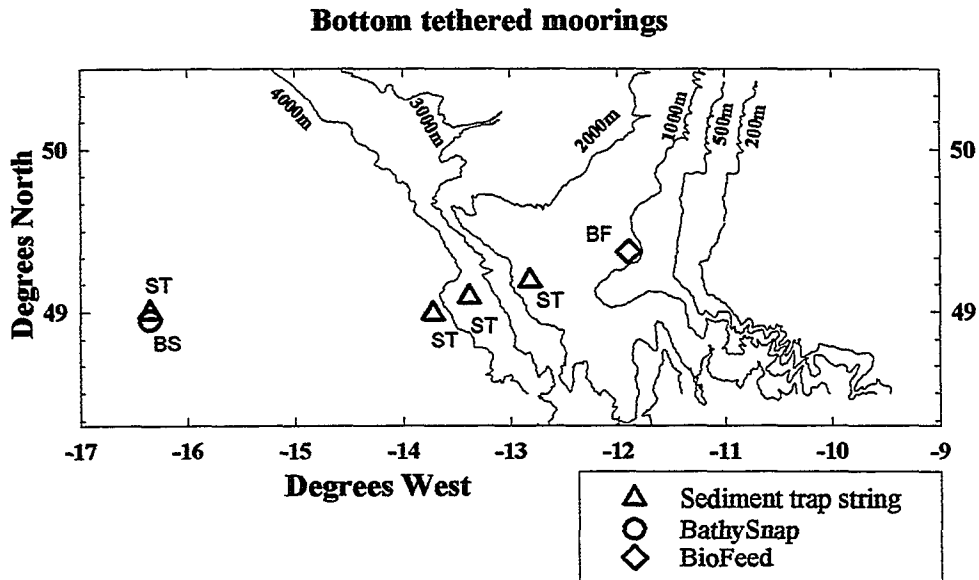 Bottom tethered moorings
4000m
3000m
2000m
1000m
500m
200m
50
50
Degrees North
BF
ST
ST
49
49
ST
ST
BS
-17
-16
-15
-14
-13
-12
-11
-10
-9
Degrees West
Sediment trap string
BathySnap
BioFeed